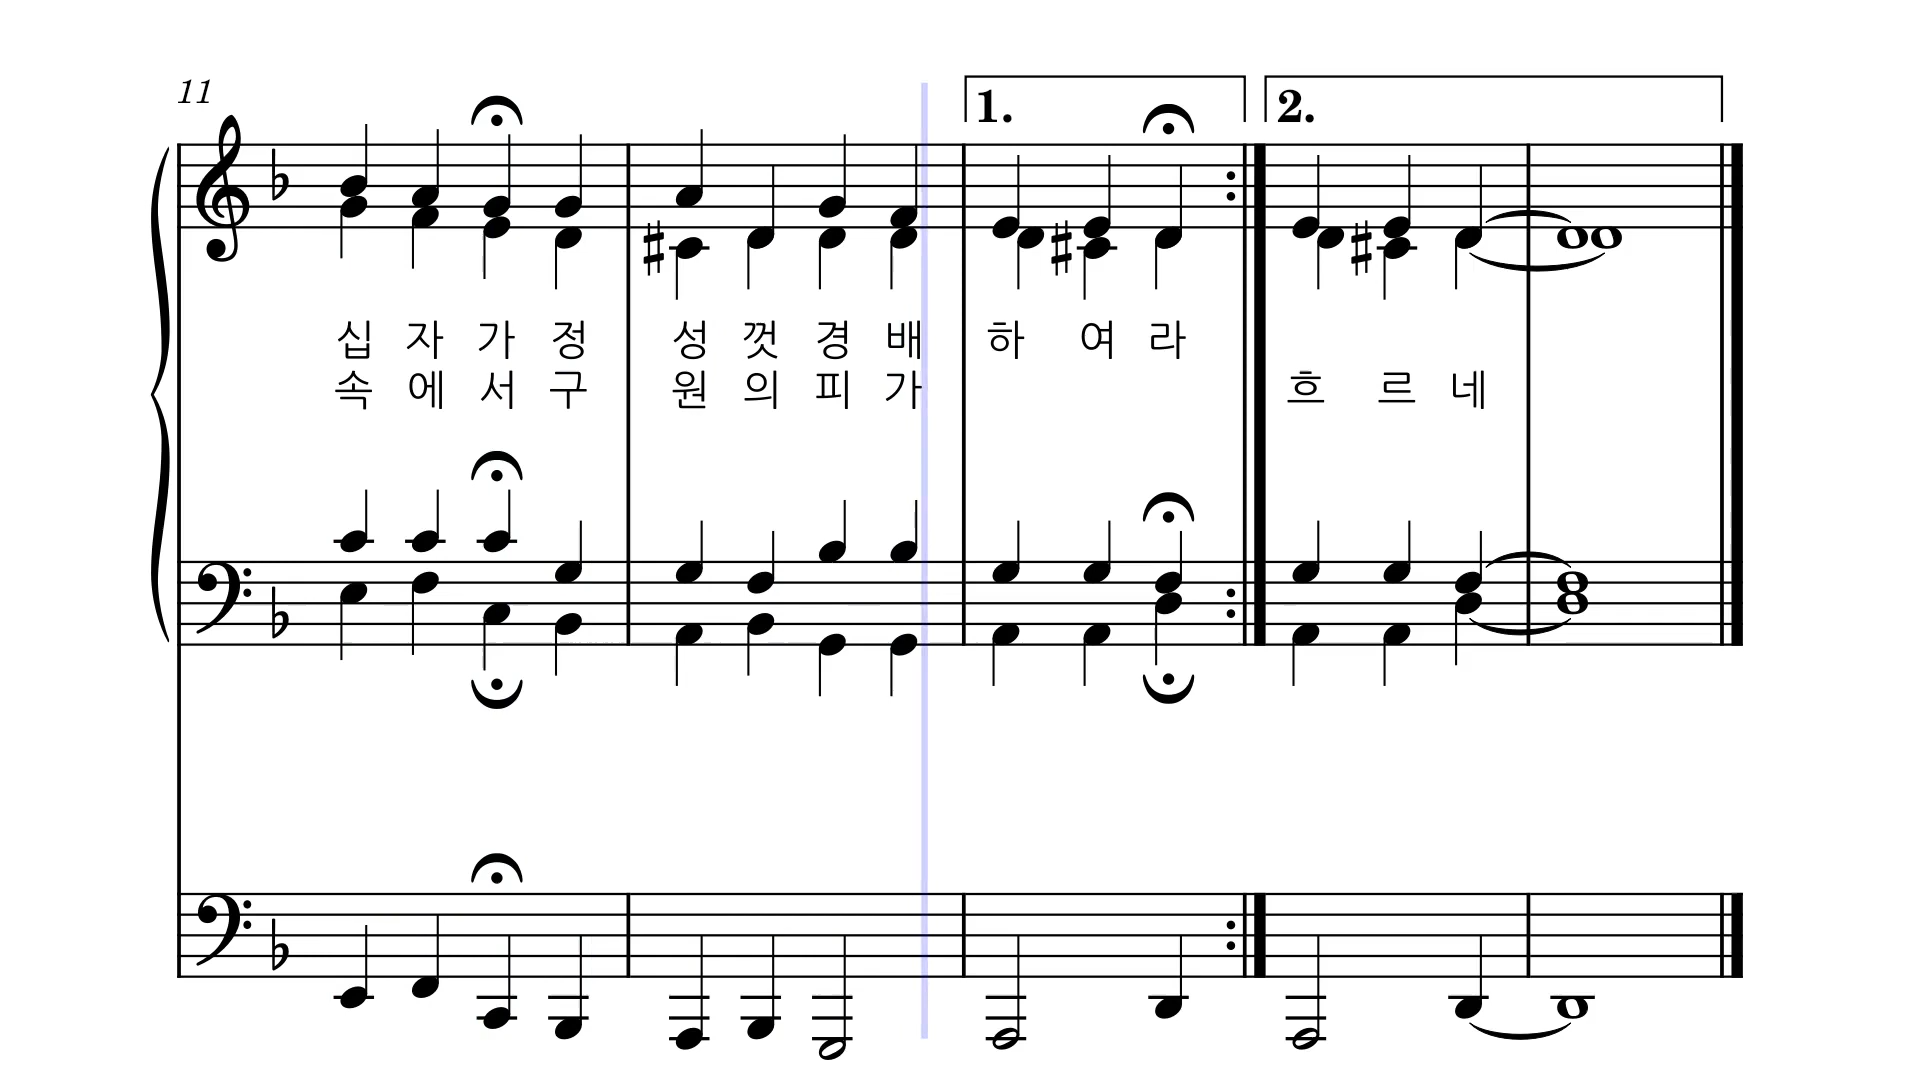 11
1. 2.
십 자 가 정 성 껏 경 배 하 여 라
속 에 서 구 원 의 피 가 흐 르 네